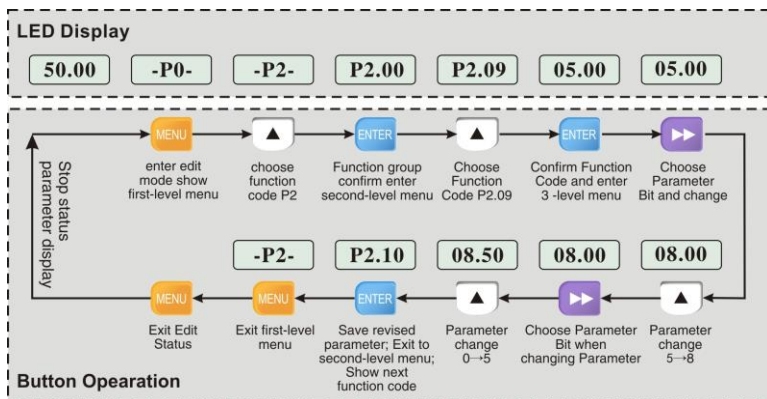 LED Display
50.00 -P0- -P2- P2.00 P2.09 05.00 05.00
MENU ENTER ENTER
enter edit
mode show
first-level menu
choose
function
code P2
Function group
confirm enter
second-level menu
Choose
Function
Code P2.09
Confirm Function
Code and enter
3 -level menu
Choose
Parameter
Bit and change
Stop status
parameter display
-P2- P2.10 08.50 08.00 08.00
MENU MENU ENTER
Exit Edit
Status
Exit first-level
menu
Save revised
parameter; Exit to
second-level menu;
Show next
function code
Parameter
change
0→5
Choose Parameter
Bit when
changing Parameter
Parameter
change
5→8
Button Opearation